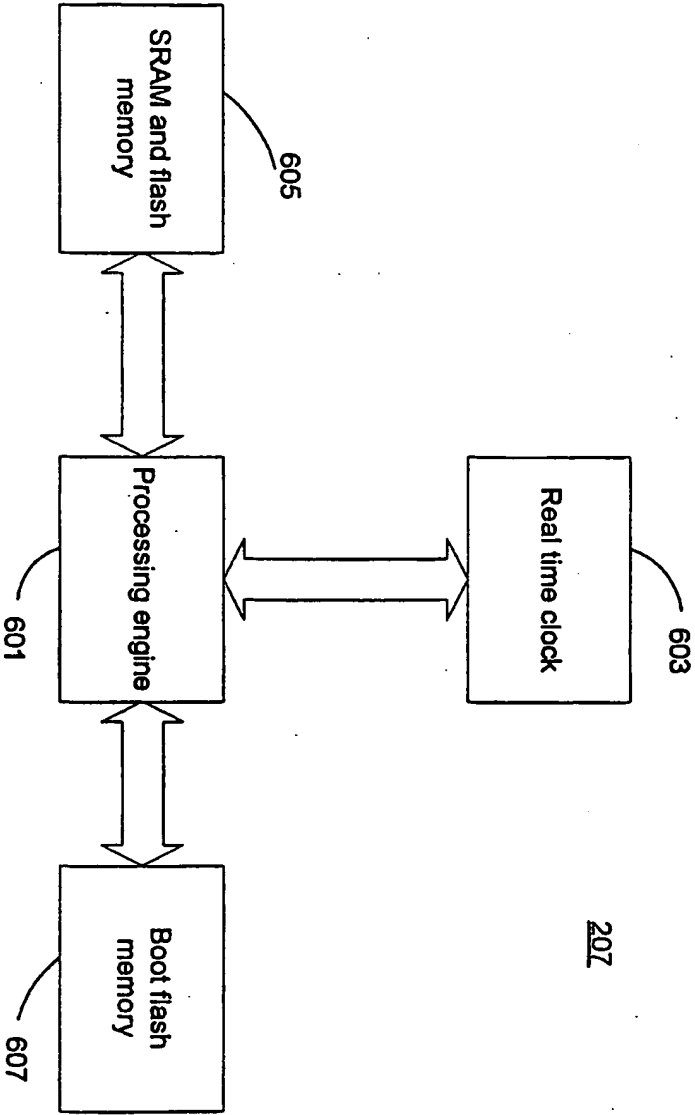 603
Real time clock
207
605
SRAM and flash
memory
Processing engine
601
Boot flash
memory
607